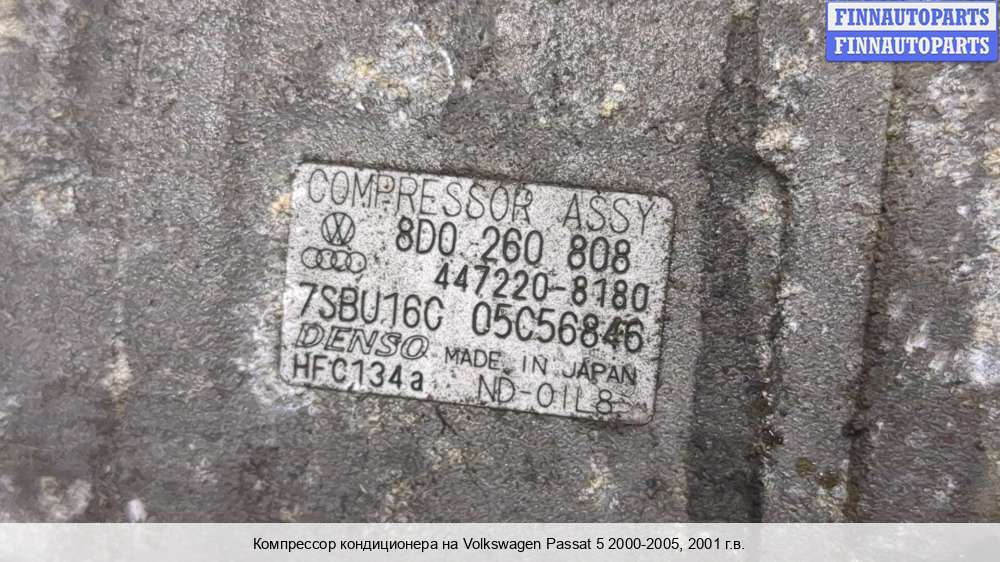 FINNAUTOPARTS
FINNAUTOPARTS
COMPRESSOR ASSY
8D0 260 808
447220-8180
7SBU16C 05C56846
DENSO MADE IN JAPAN
HFC134a ND-OIL8
Компрессор кондиционера на Volkswagen Passat 5 2000-2005, 2001 г.в.